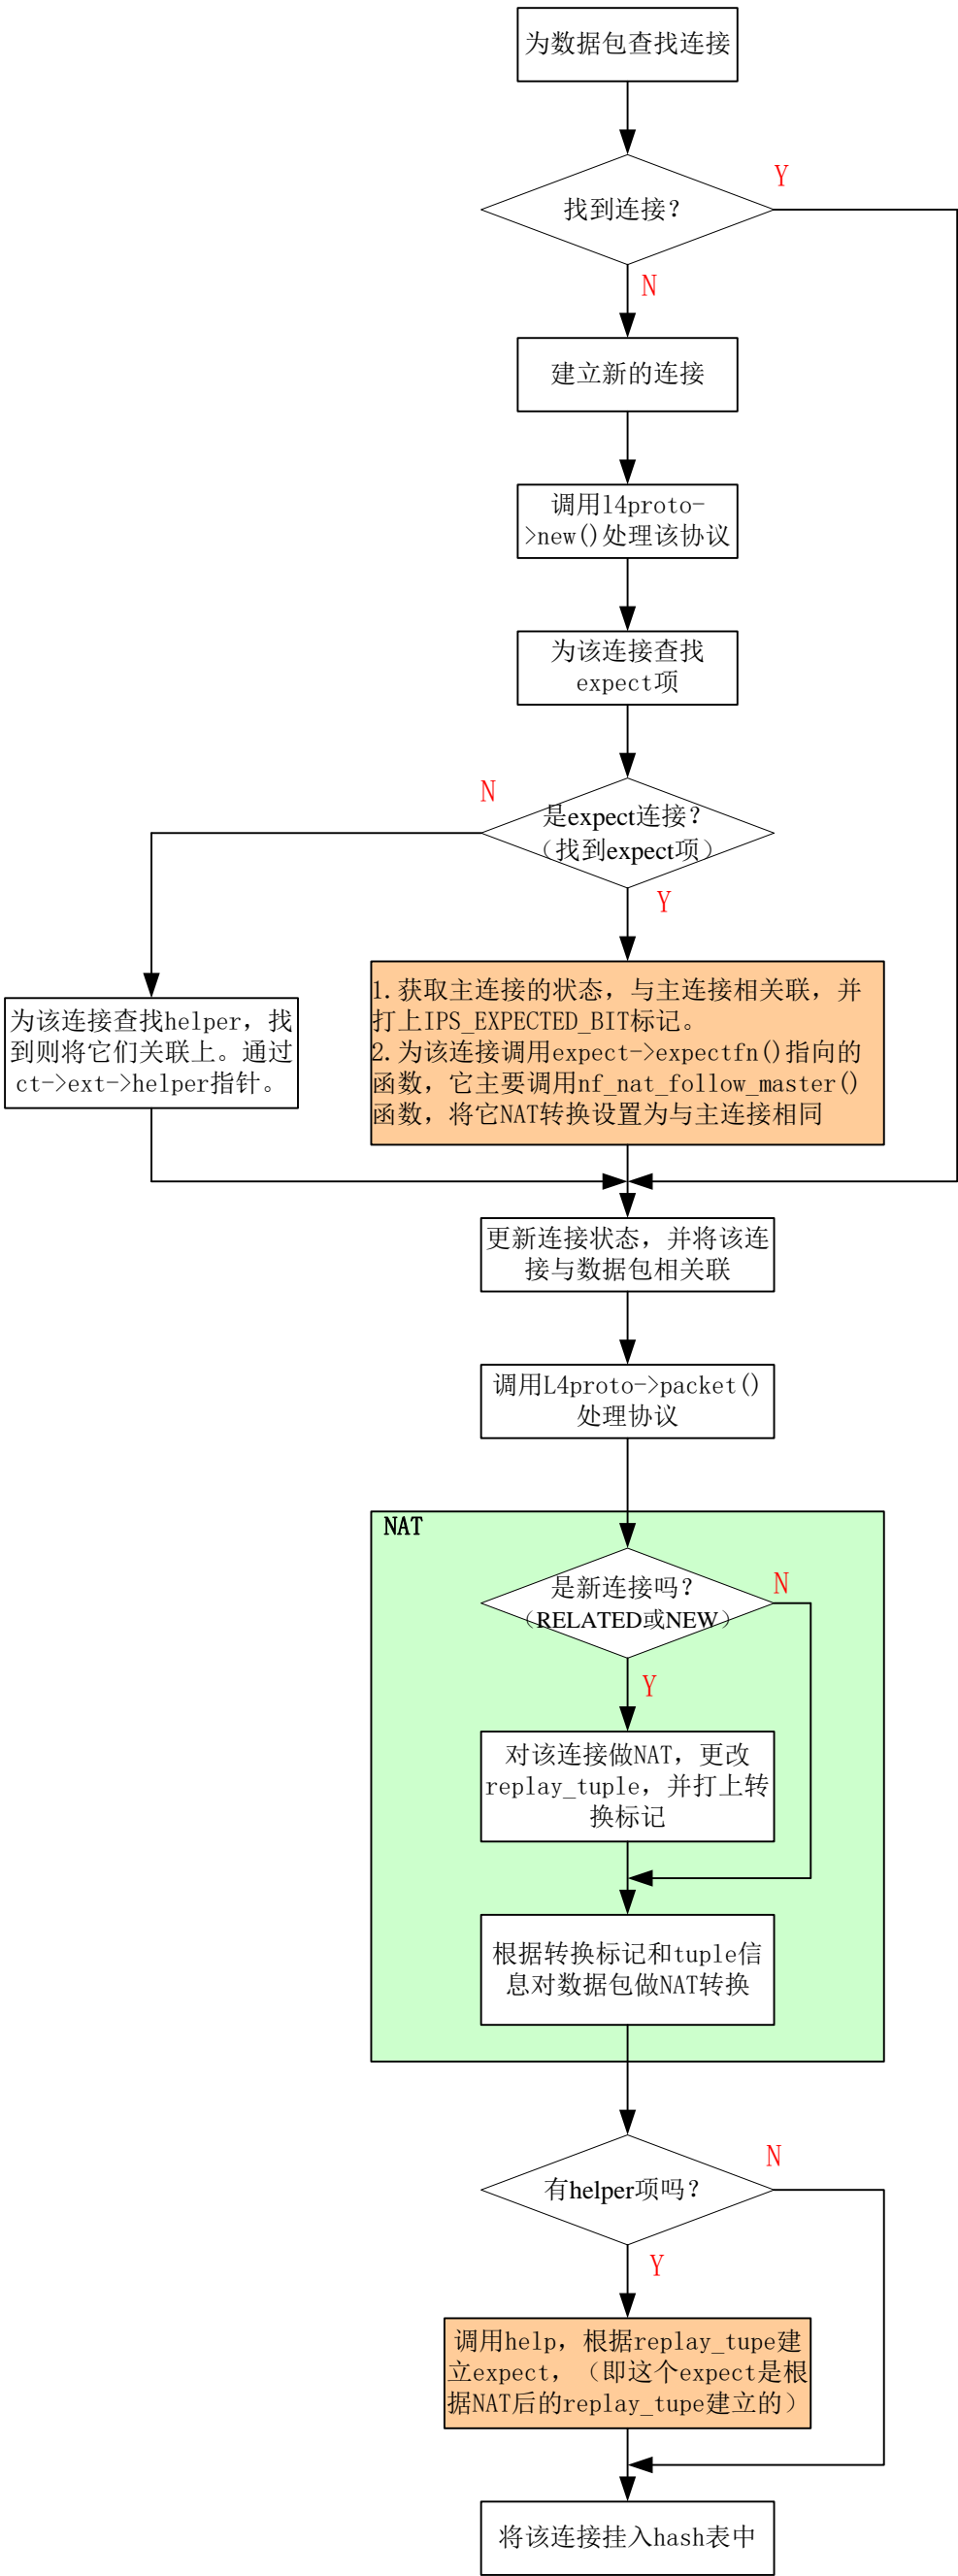 为数据包查找连接
找到连接？
Y
N
建立新的连接
调用l4proto-
>new()处理该协议
为该连接查找
expect项
N
是expect连接？
（找到expect项）
Y
为该连接查找helper，找
到则将它们关联上。通过
ct->ext->helper指针。
1.获取主连接的状态，与主连接相关联，并
打上IPS_EXPECTED_BIT标记。
2.为该连接调用expect->expectfn()指向的
函数，它主要调用nf_nat_follow_master()
函数，将它NAT转换设置为与主连接相同
更新连接状态，并将该连
接与数据包相关联
调用L4proto->packet()
处理协议
NAT
是新连接吗？
（RELATED或NEW）
N
Y
对该连接做NAT，更改
replay_tuple，并打上转
换标记
根据转换标记和tuple信
息对数据包做NAT转换
有helper项吗？
N
Y
调用help，根据replay_tupe建
立expect，（即这个expect是根
据NAT后的replay_tupe建立的）
将该连接挂入hash表中